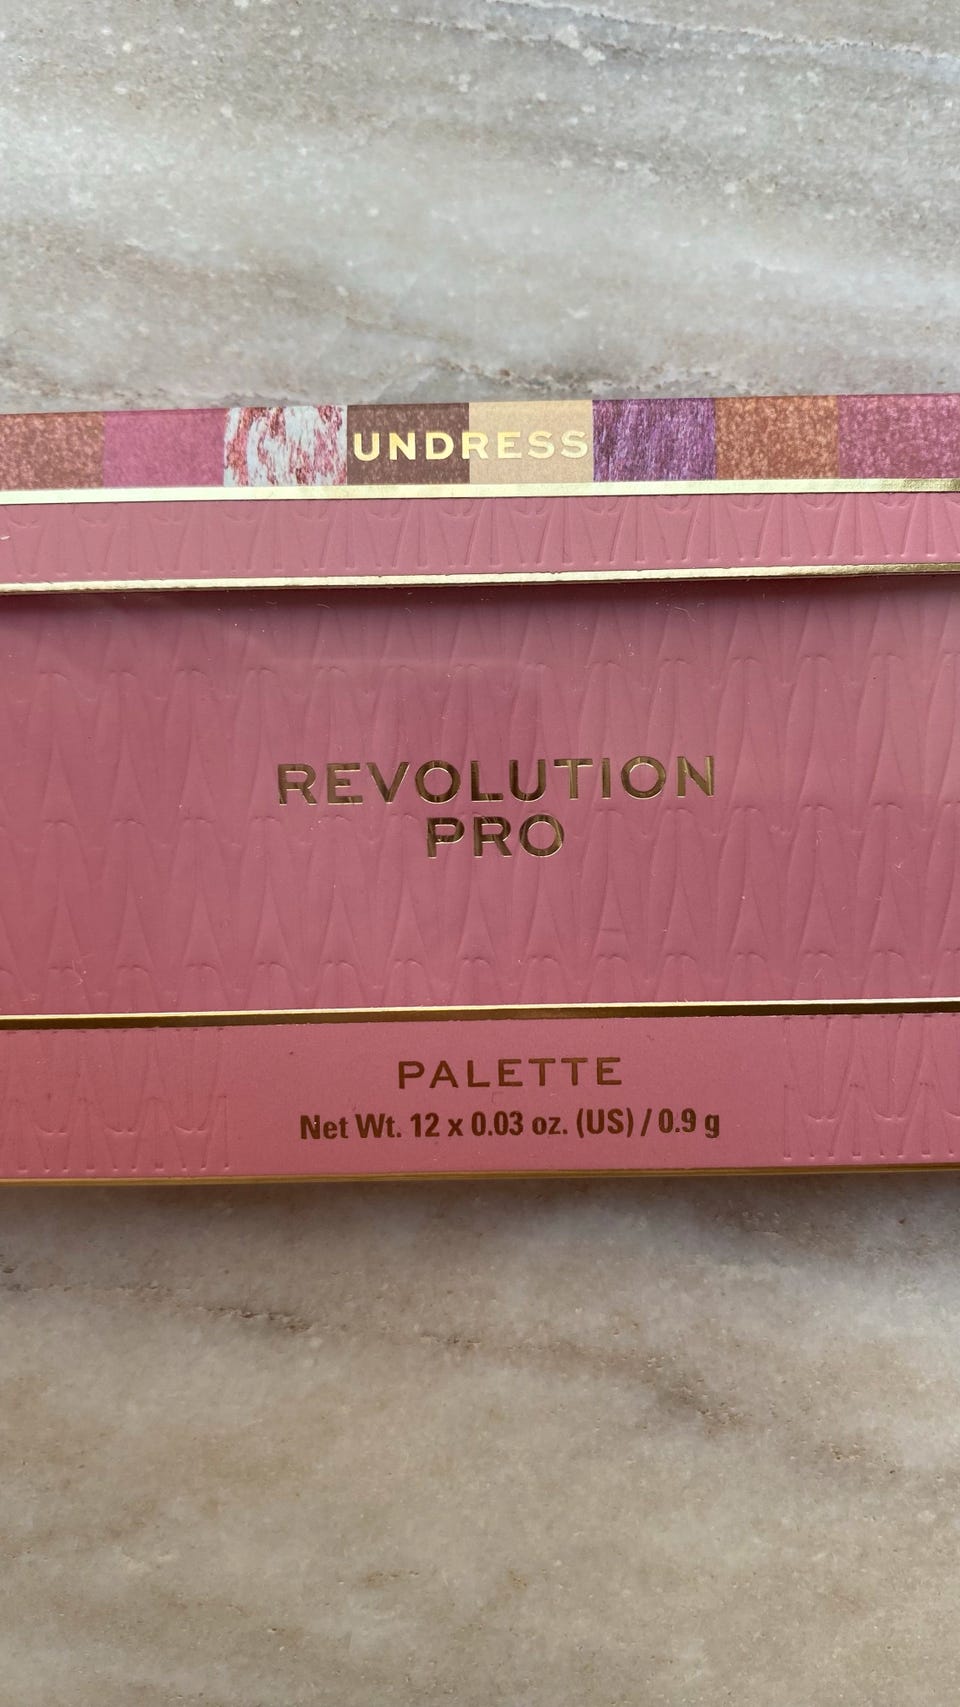 UNDRESS
REVOLUTION
PRO
PALETTE
Net Wt. 12 x 0.03 oz. (US) / 0.9 g